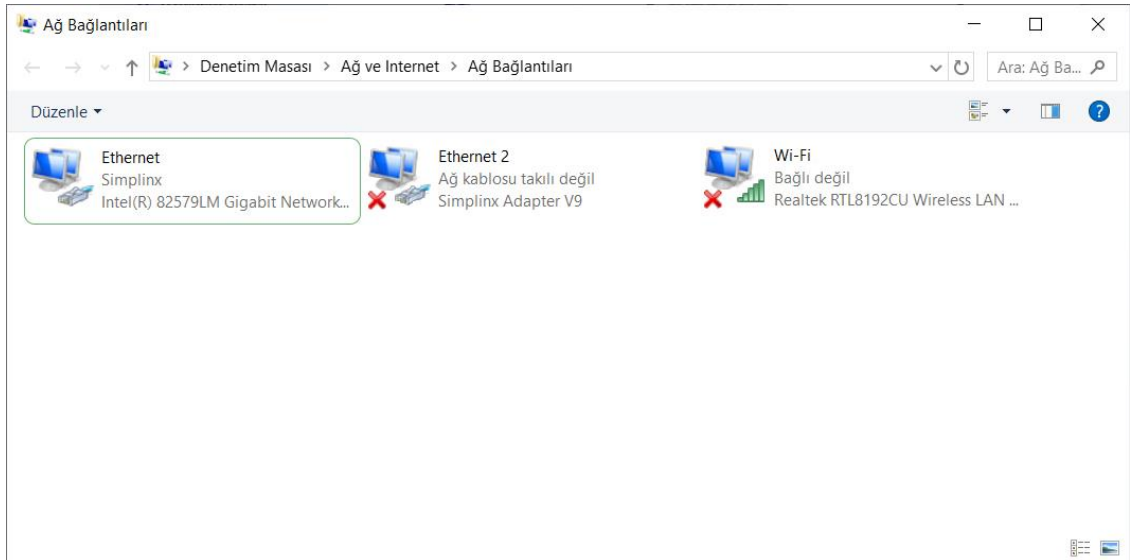 Ağ Bağlantıları
Denetim Masası > Ağ ve Internet > Ağ Bağlantıları
Ara: Ağ Ba...
Düzenle
Ethernet
Simplinx
Intel(R) 82579LM Gigabit Network...
Ethernet 2
Ağ kablosu takılı değil
Simplinx Adapter V9
Wi-Fi
Bağlı değil
Realtek RTL8192CU Wireless LAN ...